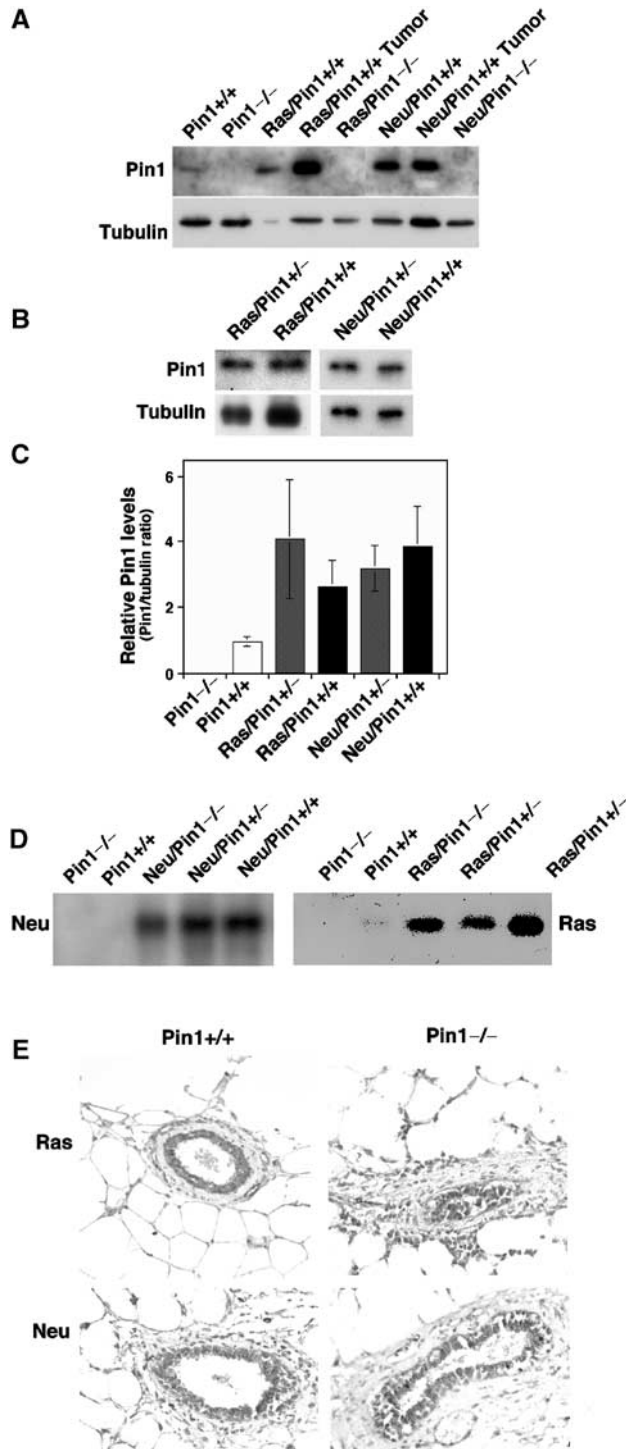 A
Pin1+/+
Pin1−/−
Ras/Pin1+/+
Ras/Pin1+/+ Tumor
Ras/Pin1−/−
Neu/Pin1+/+
Neu/Pin1+/+ Tumor
Neu/Pin1−/−
Pin1
Tubulin
B
Ras/Pin1+/−
Ras/Pin1+/+
Neu/Pin1+/−
Neu/Pin1+/+
Pin1
Tubulin
C
Relative Pin1 levels
(Pin1/tubulin ratio)
6
4
2
0
Pin1−/−
Pin1+/+
Ras/Pin1+/−
Ras/Pin1+/+
Neu/Pin1+/−
Neu/Pin1+/+
D
Pin1−/−
Pin1+/+
Neu/Pin1−/−
Neu/Pin1+/−
Neu/Pin1+/+
Pin1−/−
Pin1+/+
Ras/Pin1−/−
Ras/Pin1+/−
Ras/Pin1+/−
Neu
Ras
E
Pin1+/+
Pin1−/−
Ras
Neu